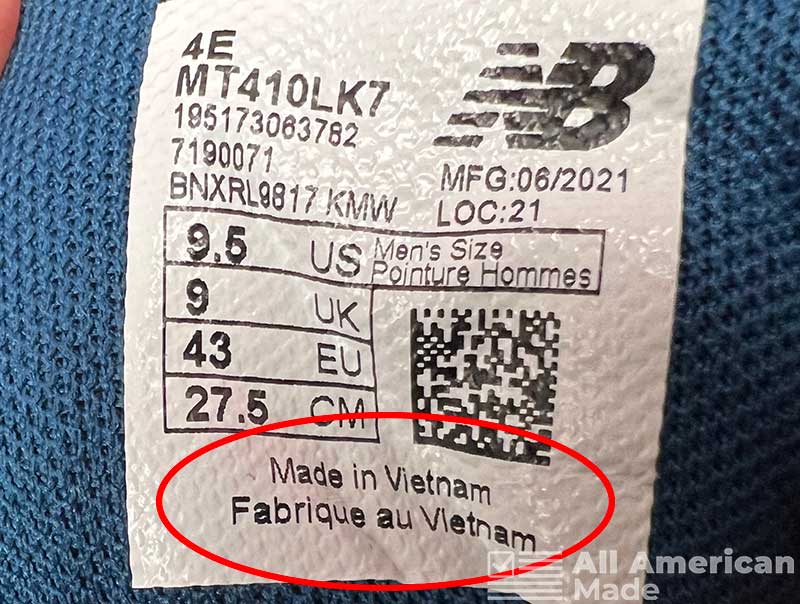 4E
MT410LK7
195173063782
7190071
BNXRL9817 KMW
NB
MFG:06/2021
LOC:21
9.5 US Men's Size
Pointure Hommes
9 UK
43 EU
27.5 CM
Made in Vietnam
Fabrique au Vietnam
All American
Made